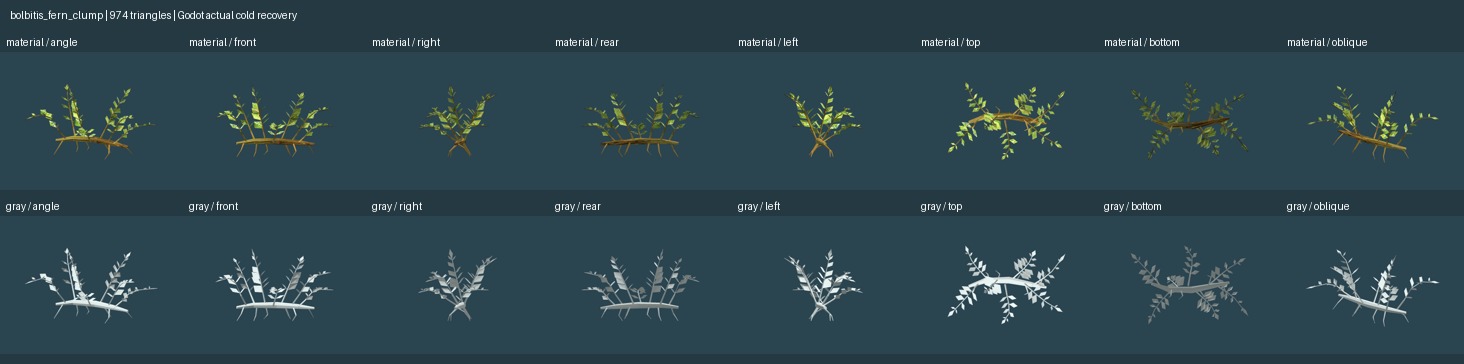 bolbitis_fern_clump | 974 triangles | Godot actual cold recovery
material / angle material / front material / right material / rear material / left material / top material / bottom material / oblique
gray / angle gray / front gray / right gray / rear gray / left gray / top gray / bottom gray / oblique